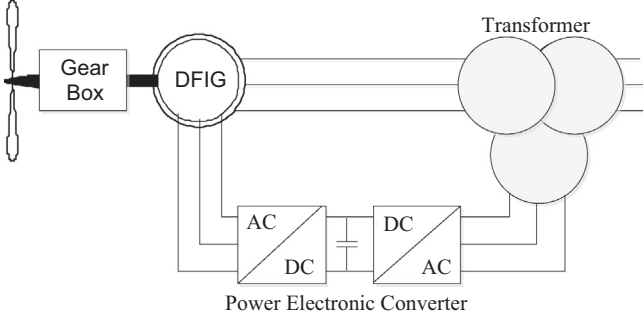 Transformer
Gear
Box
DFIG
AC
DC
DC
AC
Power Electronic Converter